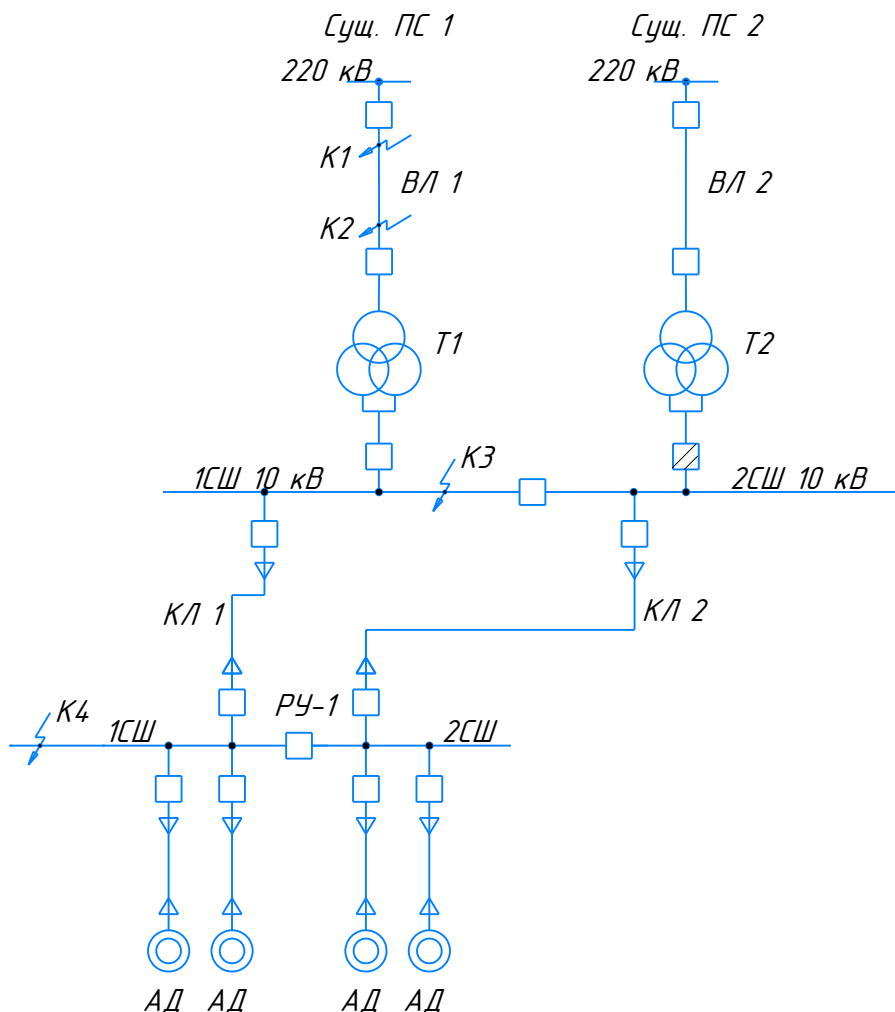 Сущ. ПС 1
Сущ. ПС 2
220 кВ
220 кВ
К1
ВЛ 1
ВЛ 2
К2
Т1
Т2
К3
1СШ 10 кВ
2СШ 10 кВ
КЛ 1
КЛ 2
РУ-1
К4
1СШ
2СШ
АД
АД
АД
АД